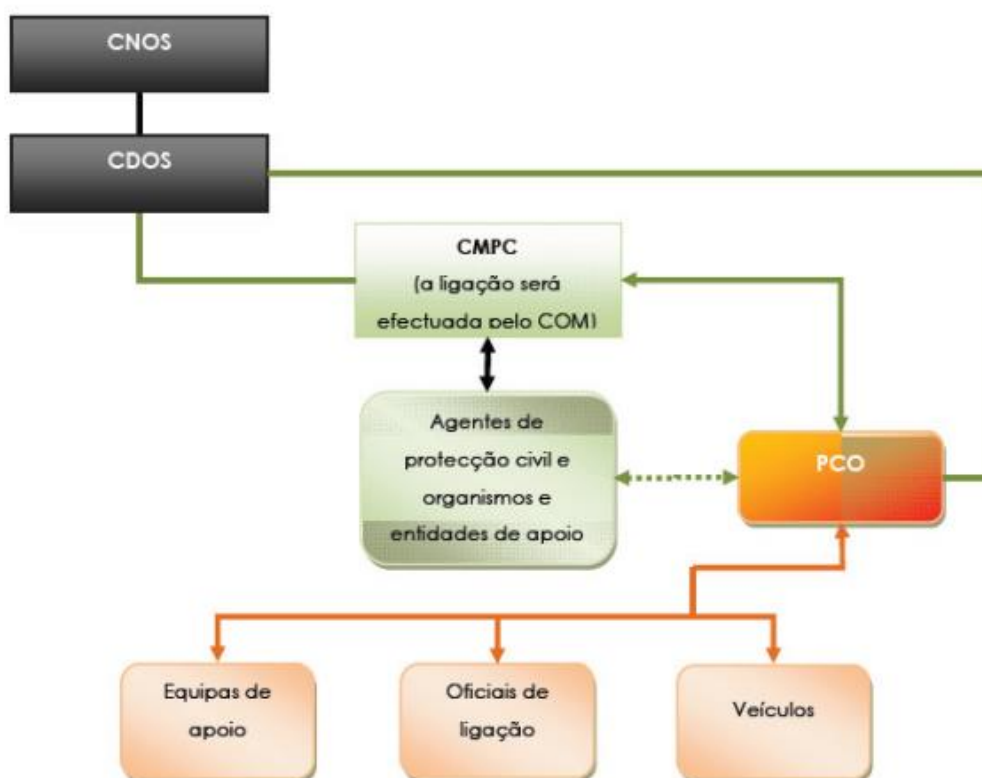 CNOS
CDOS
CMPC
(a ligação será
efectuada pelo COM)
Agentes de
protecção civil e
organismos e
entidades de apoio
PCO
Equipas de
apoio
Oficiais de
ligação
Veículos